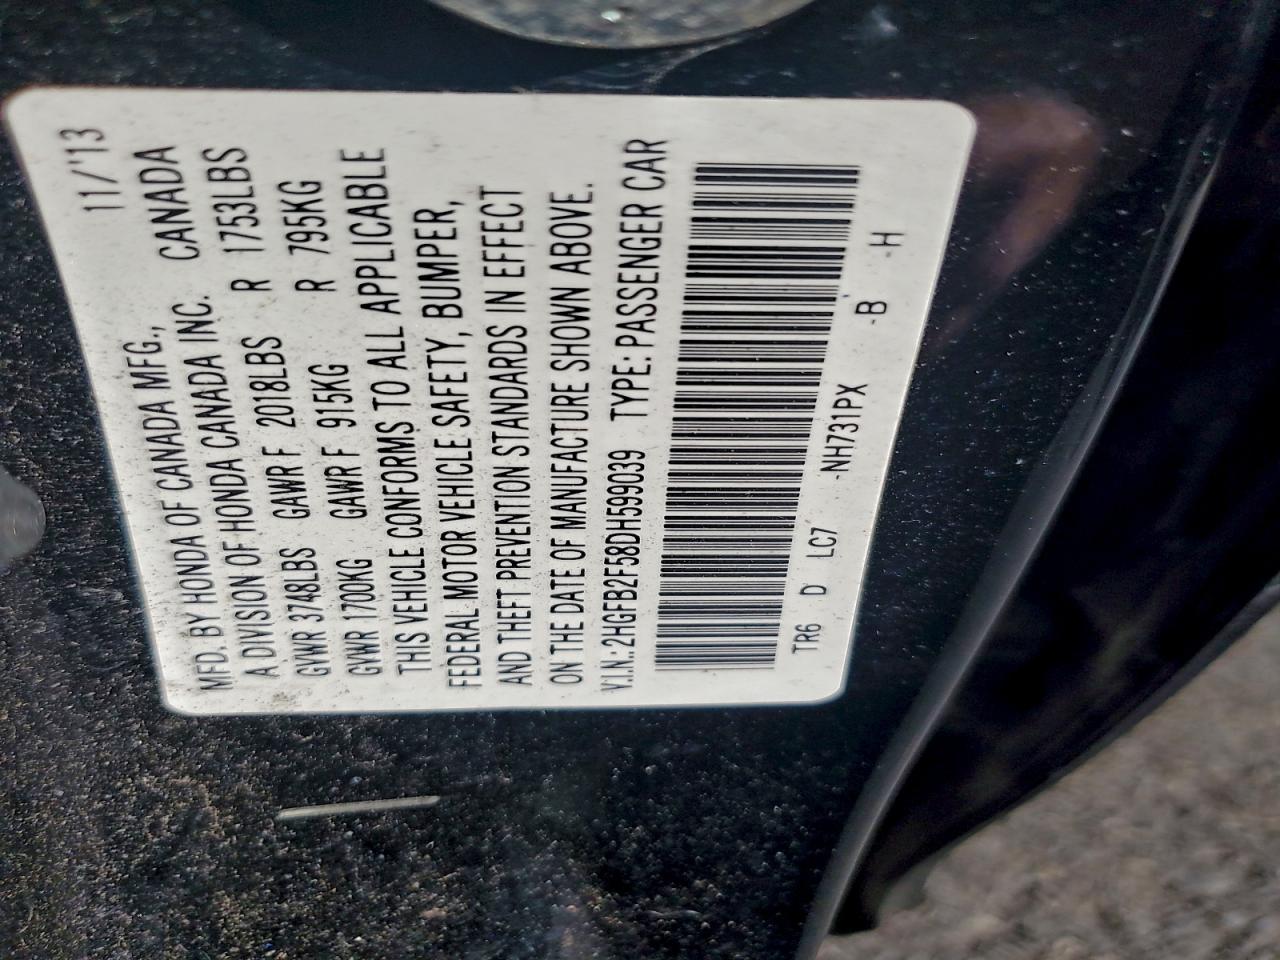 11/'13
MFD. BY HONDA OF CANADA MFG., CANADA
A DIVISION OF HONDA CANADA INC.
GVWR 3748LBS GAWR F 2018LBS R 1753LBS
GVWR 1700KG GAWR F 915KG R 795KG
THIS VEHICLE CONFORMS TO ALL APPLICABLE
FEDERAL MOTOR VEHICLE SAFETY, BUMPER,
AND THEFT PREVENTION STANDARDS IN EFFECT
ON THE DATE OF MANUFACTURE SHOWN ABOVE.
V.I.N.:2HGFB2F58DH599039 TYPE: PASSENGER CAR
TR6 D LC7 -NH731PX -B -H